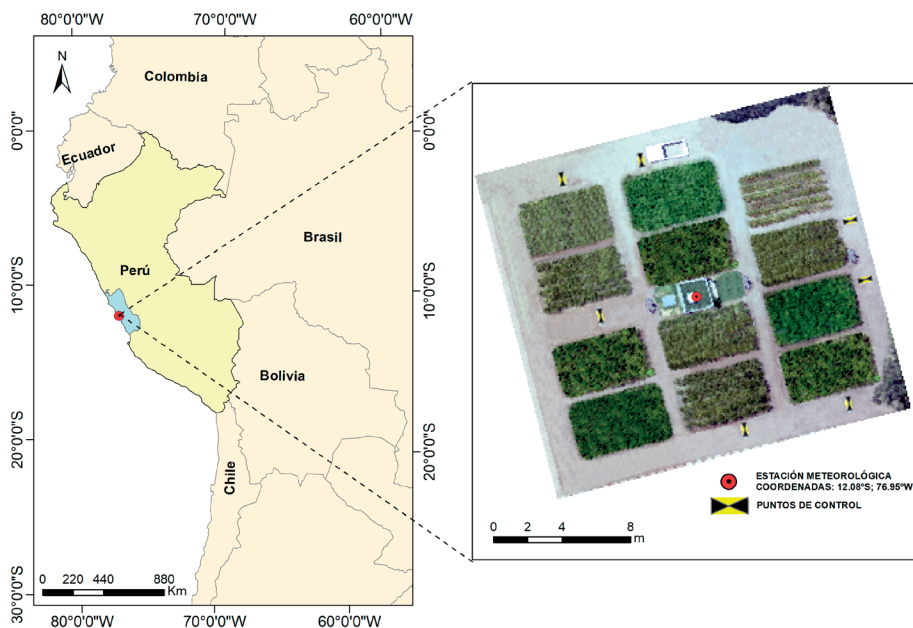 80°0'0"W 70°0'0"W 60°0'0"W
N
Colombia
0°0'0" 0°0'0"
Ecuador
Brasil
Perú
10°0'0"S 10°0'0"S
Bolivia
20°0'0"S 20°0'0"S
Chile
0 220 440 880
Km
30°0'0"S
80°0'0"W 70°0'0"W 60°0'0"W
ESTACIÓN METEOROLÓGICA
COORDENADAS: 12.08°S; 76.95°W
PUNTOS DE CONTROL
0 2 4 8
m